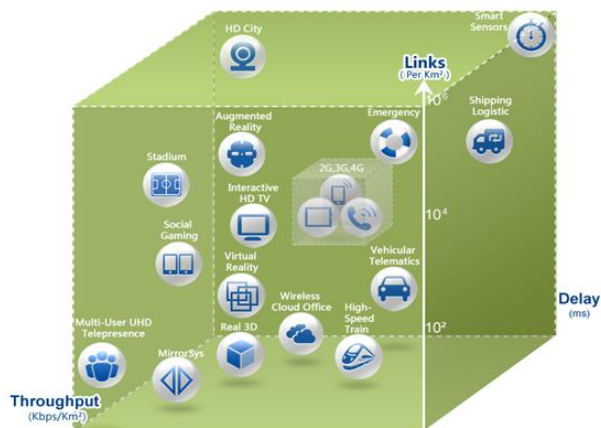 HD City
Smart
Sensors
Links
(Per Km²)
10⁶
Shipping
Logistic
Emergency
Augmented
Reality
Stadium
2G,3G,4G
Interactive
HD TV
10⁴
Social
Gaming
Virtual
Reality
Vehicular
Telematics
Delay
(ms)
Wireless
Cloud Office
High-
Speed
Train
10²
Multi-User UHD
Telepresence
MirrorSys
Real 3D
Throughput
(Kbps/Km²)